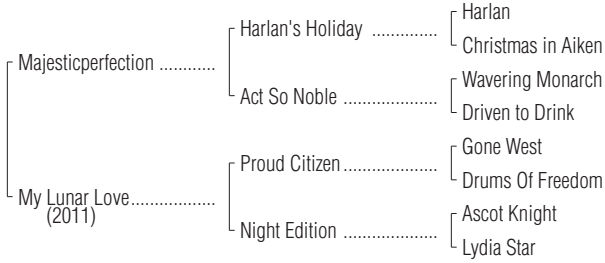 Harlan
Harlan's Holiday ..............
Christmas in Aiken
Majesticperfection ............
Wavering Monarch
Act So Noble ....................
Driven to Drink
Gone West
Proud Citizen....................
Drums Of Freedom
My Lunar Love..................
(2011)
Ascot Knight
Night Edition ....................
Lydia Star